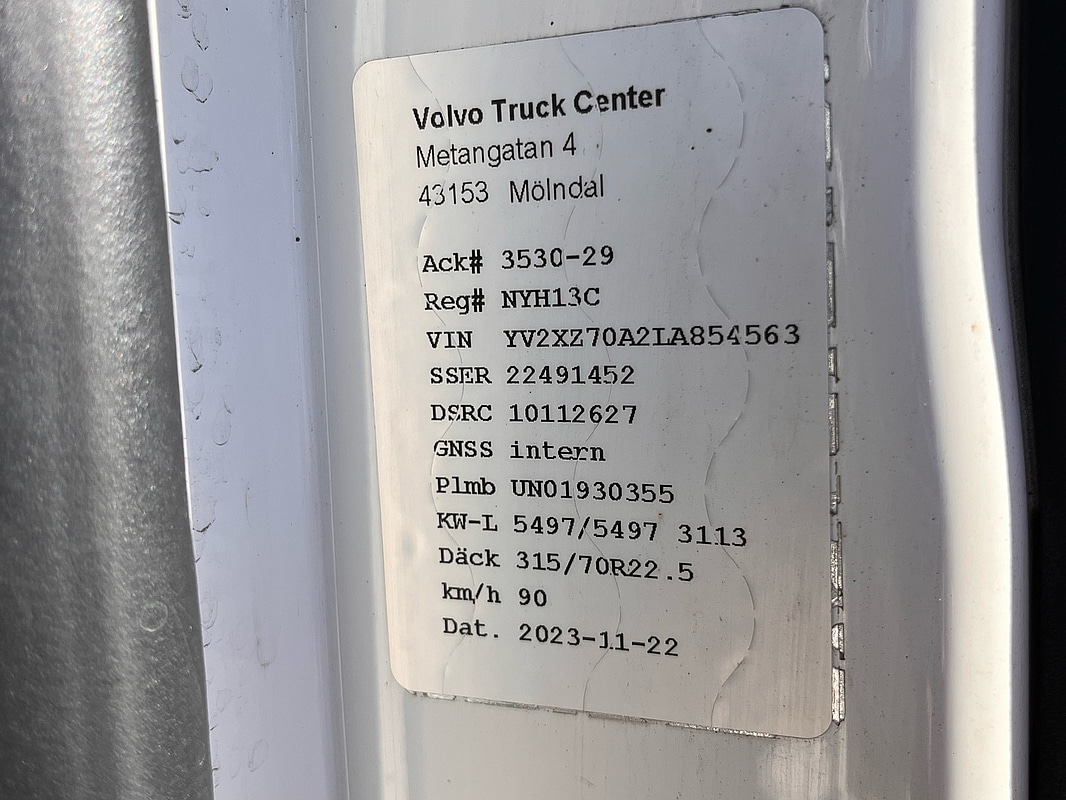 Volvo Truck Center
Metangatan 4
43153 Mölndal
Ack# 3530-29
Reg# NYH13C
VIN YV2XZ70A2LA854563
SSER 22491452
DSRC 10112627
GNSS intern
Plmb UN01930355
KW-L 5497/5497 3113
Däck 315/70R22.5
km/h 90
Dat. 2023-11-22